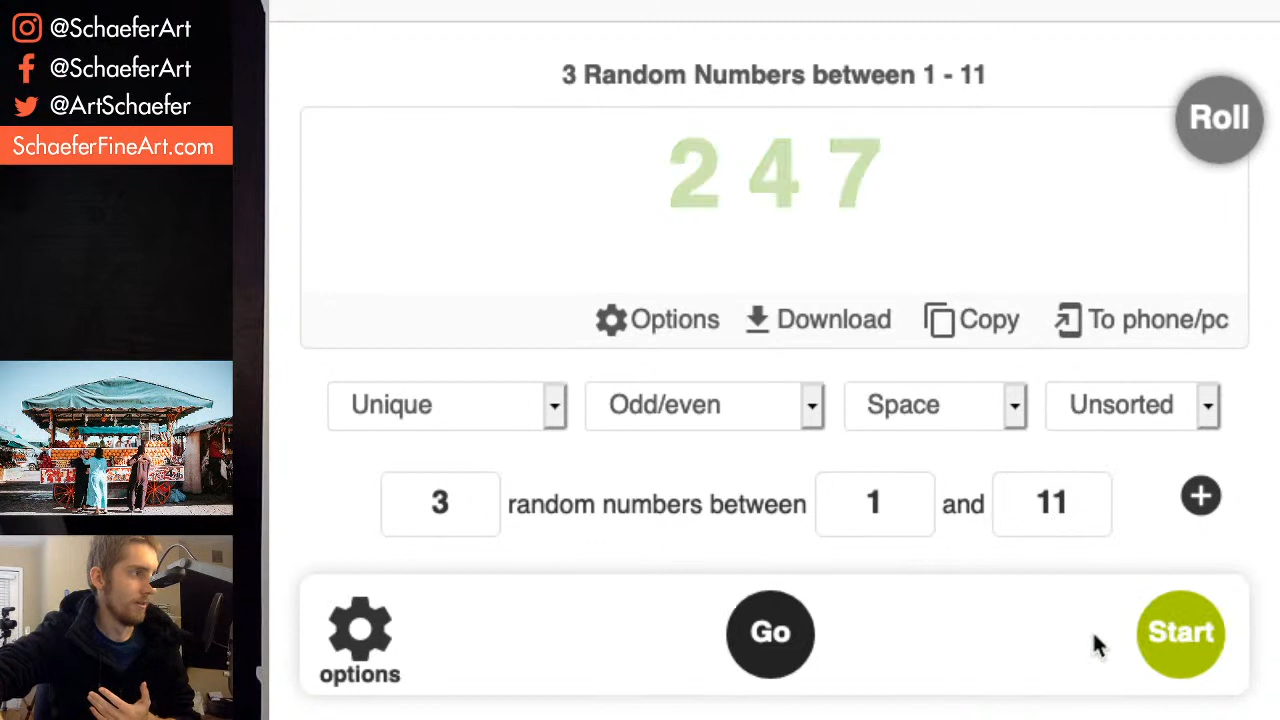 @SchaeferArt
@SchaeferArt
@ArtSchaefer
SchaeferFineArt.com
3 Random Numbers between 1 - 11
Roll
2 4 7
Options Download Copy To phone/pc
Unique Odd/even Space Unsorted
3 random numbers between 1 and 11
options
Go
Start